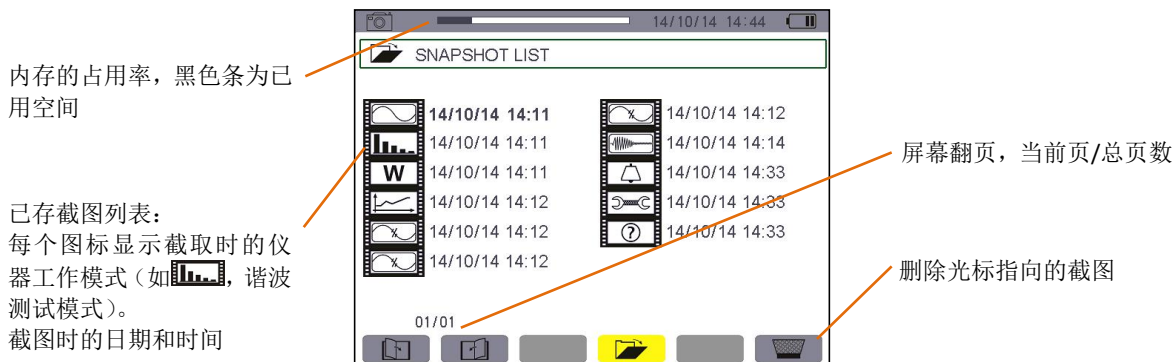 14/10/14 14:44
SNAPSHOT LIST
内存的占用率，黑色条为已
用空间
14/10/14 14:11
14/10/14 14:11
W 14/10/14 14:11
14/10/14 14:12
14/10/14 14:12
14/10/14 14:12
14/10/14 14:12
14/10/14 14:14
14/10/14 14:33
14/10/14 14:33
? 14/10/14 14:33
01/01
已存截图列表：
每个图标显示截取时的仪
器工作模式（如，谐波
测试模式）。
截图时的日期和时间
屏幕翻页，当前页/总页数
删除光标指向的截图